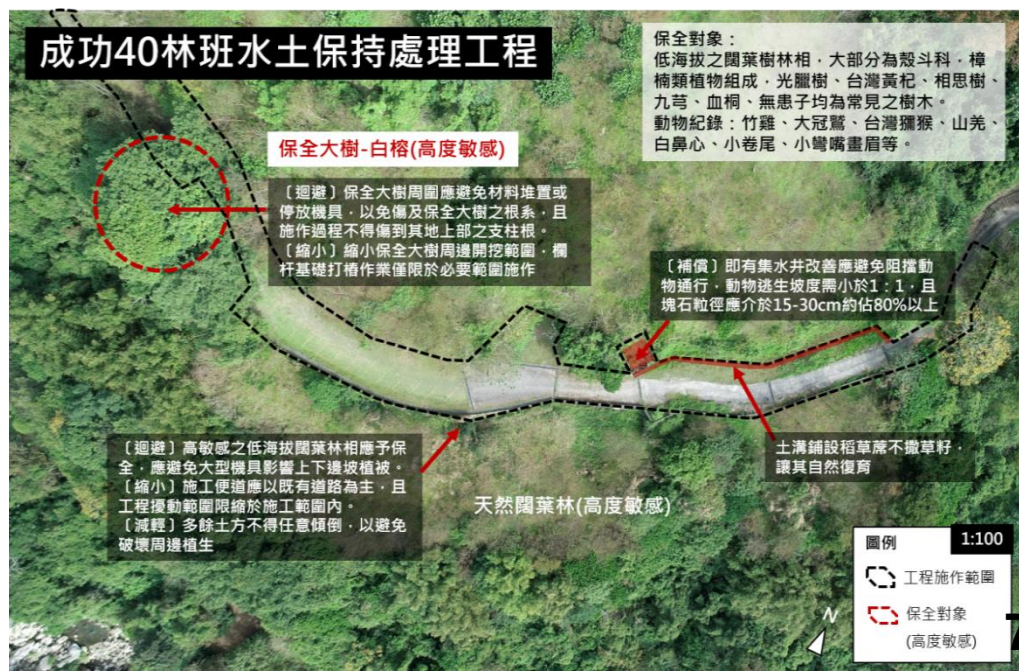 成功40林班水土保持處理工程
保全對象：
低海拔之闊葉樹林相，大部分為殼斗科，樟
楠類植物組成，光臘樹、台灣黃杞、相思樹、
九芎、血桐、無患子均為常見之樹木。
動物紀錄：竹雞、大冠鷲、台灣獼猴、山羌、
白鼻心、小卷尾、小彎嘴畫眉等。
保全大樹-白榕(高度敏感)
〔迴避〕保全大樹周圍應避免材料堆置或
停放機具，以免傷及保全大樹之根系，且
施作過程不得傷到其地上部之支柱根。
〔縮小〕縮小保全大樹周邊開挖範圍，欄
杆基礎打樁作業僅限於必要範圍施作
〔補償〕即有集水井改善應避免阻擋動
物通行，動物逃生坡度需小於1：1，且
塊石粒徑應介於15-30cm約佔80%以上
〔迴避〕高敏感之低海拔闊葉林相應予保
全，應避免大型機具影響上下邊坡植被。
〔縮小〕施工便道應以既有道路為主，且
工程擾動範圍限縮於施工範圍內。
〔減輕〕多餘土方不得任意傾倒，以避免
破壞周邊植生
土溝鋪設稻草蓆不撒草籽，
讓其自然復育
天然闊葉林(高度敏感)
圖例
1:100
工程施作範圍
保全對象
(高度敏感)
N